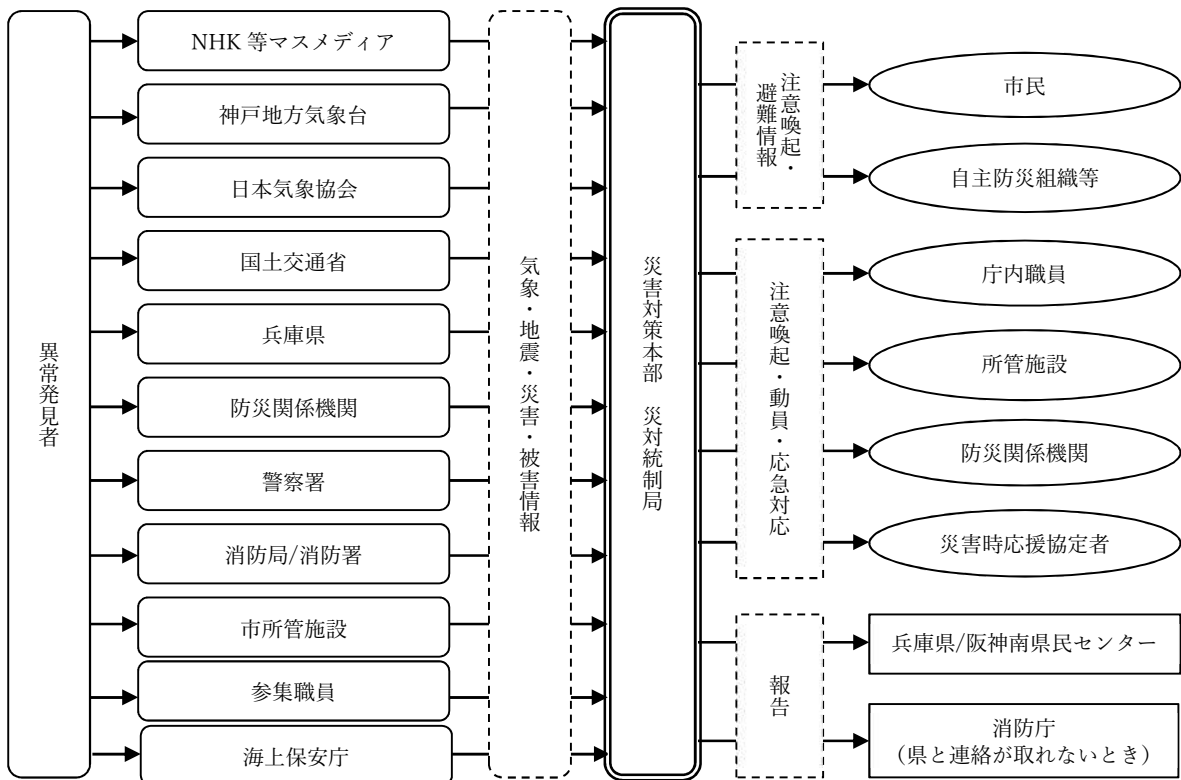 異常発見者
NHK 等マスメディア
神戸地方気象台
日本気象協会
国土交通省
兵庫県
防災関係機関
警察署
消防局/消防署
市所管施設
参集職員
海上保安庁
気象・地震・災害・被害情報
災害対策本部　災対統制局
注意喚起・
避難情報
市民
自主防災組織等
注意喚起・動員・応急対応
庁内職員
所管施設
防災関係機関
災害時応援協定者
報告
兵庫県/阪神南県民センター
消防庁
（県と連絡が取れないとき）